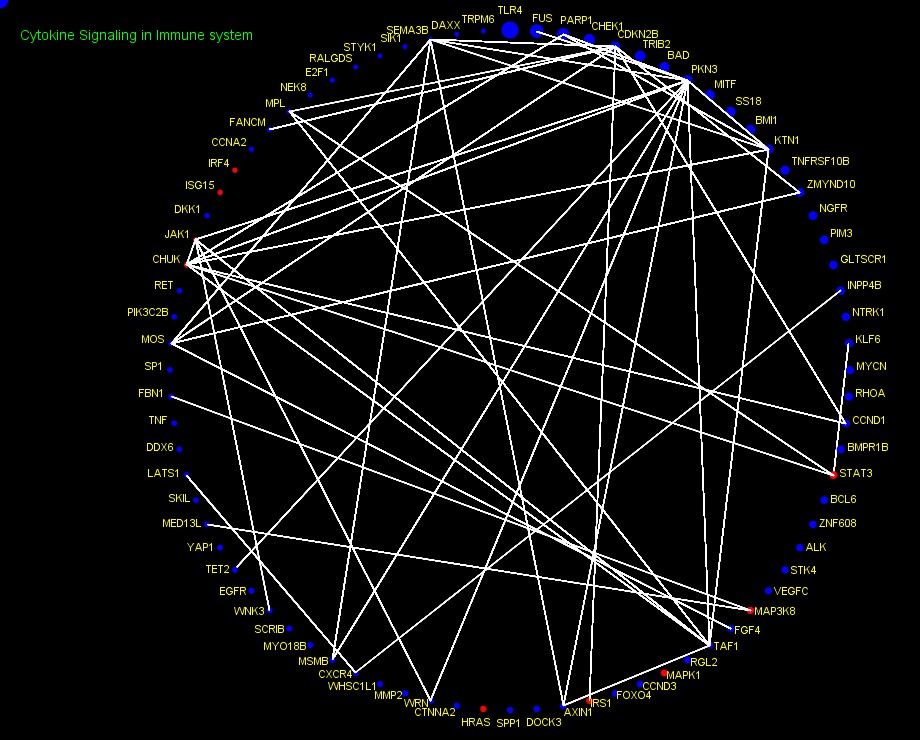 Cytokine Signaling in Immune system
TLR4
FUS
PARP1
CHEK1
CDKN2B
TRIB2
BAD
PKN3
MITF
SS18
BMI1
KTN1
TNFRSF10B
ZMYND10
NGFR
PIM3
GLTSCR1
INPP4B
NTRK1
KLF6
MYCN
RHOA
CCND1
BMPR1B
STAT3
BCL6
ZNF608
ALK
STK4
VEGFC
MAP3K8
FGF4
TAF1
RGL2
MAPK1
CCND3
FOXO4
IRS1
AXIN1
DOCK3
SPP1
HRAS
CTNNA2
WRN
MMP2
WHSC1L1
CXCR4
MSMB
MYO18B
SCRIB
WNK3
EGFR
TET2
YAP1
MED13L
SKIL
LATS1
DDX6
TNF
FBN1
SP1
MOS
PIK3C2B
RET
CHUK
JAK1
DKK1
ISG15
IRF4
CCNA2
FANCM
MPL
NEK8
E2F1
RALGDS
STYK1
SIK1
SEMA3B
DAXX
TRPM6